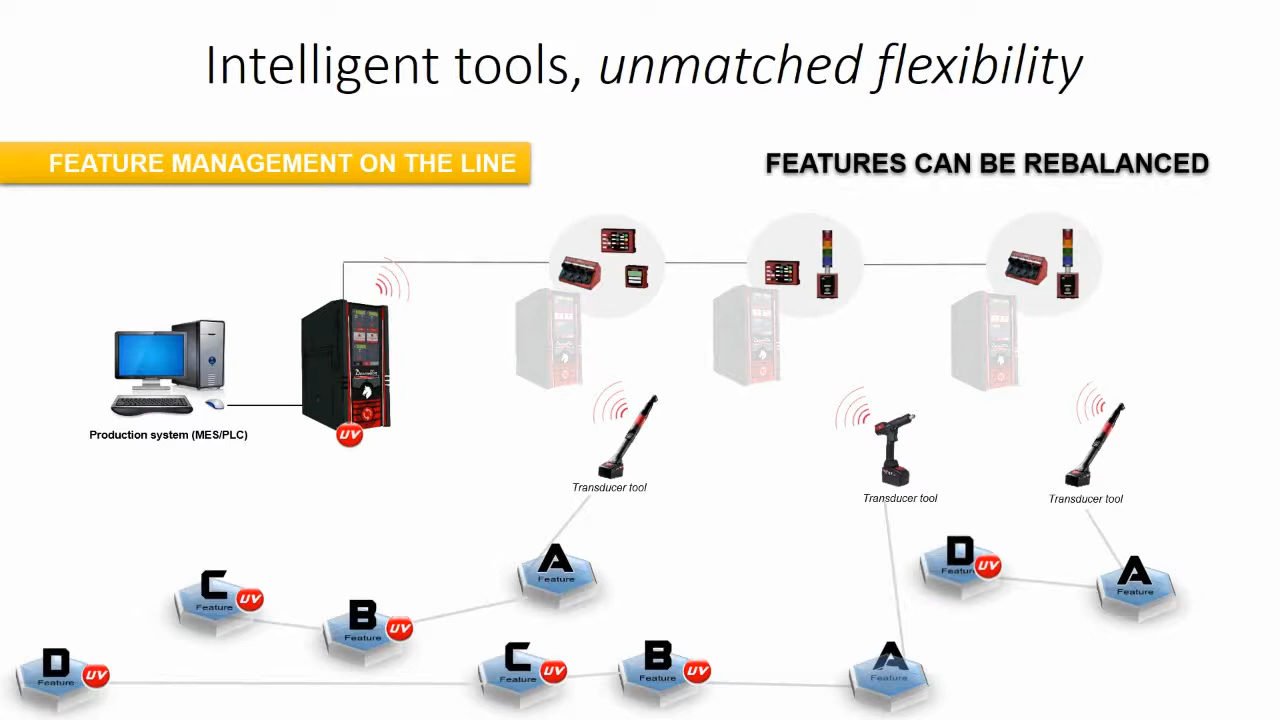 Intelligent tools, unmatched flexibility
FEATURE MANAGEMENT ON THE LINE
FEATURES CAN BE REBALANCED
Production system (MES/PLC)
UV
Transducer tool
Transducer tool
Transducer tool
A
Feature
D
Feature
UV
A
Feature
C
Feature
UV
B
Feature
UV
D
Feature
UV
C
Feature
UV
B
Feature
UV
A
Feature